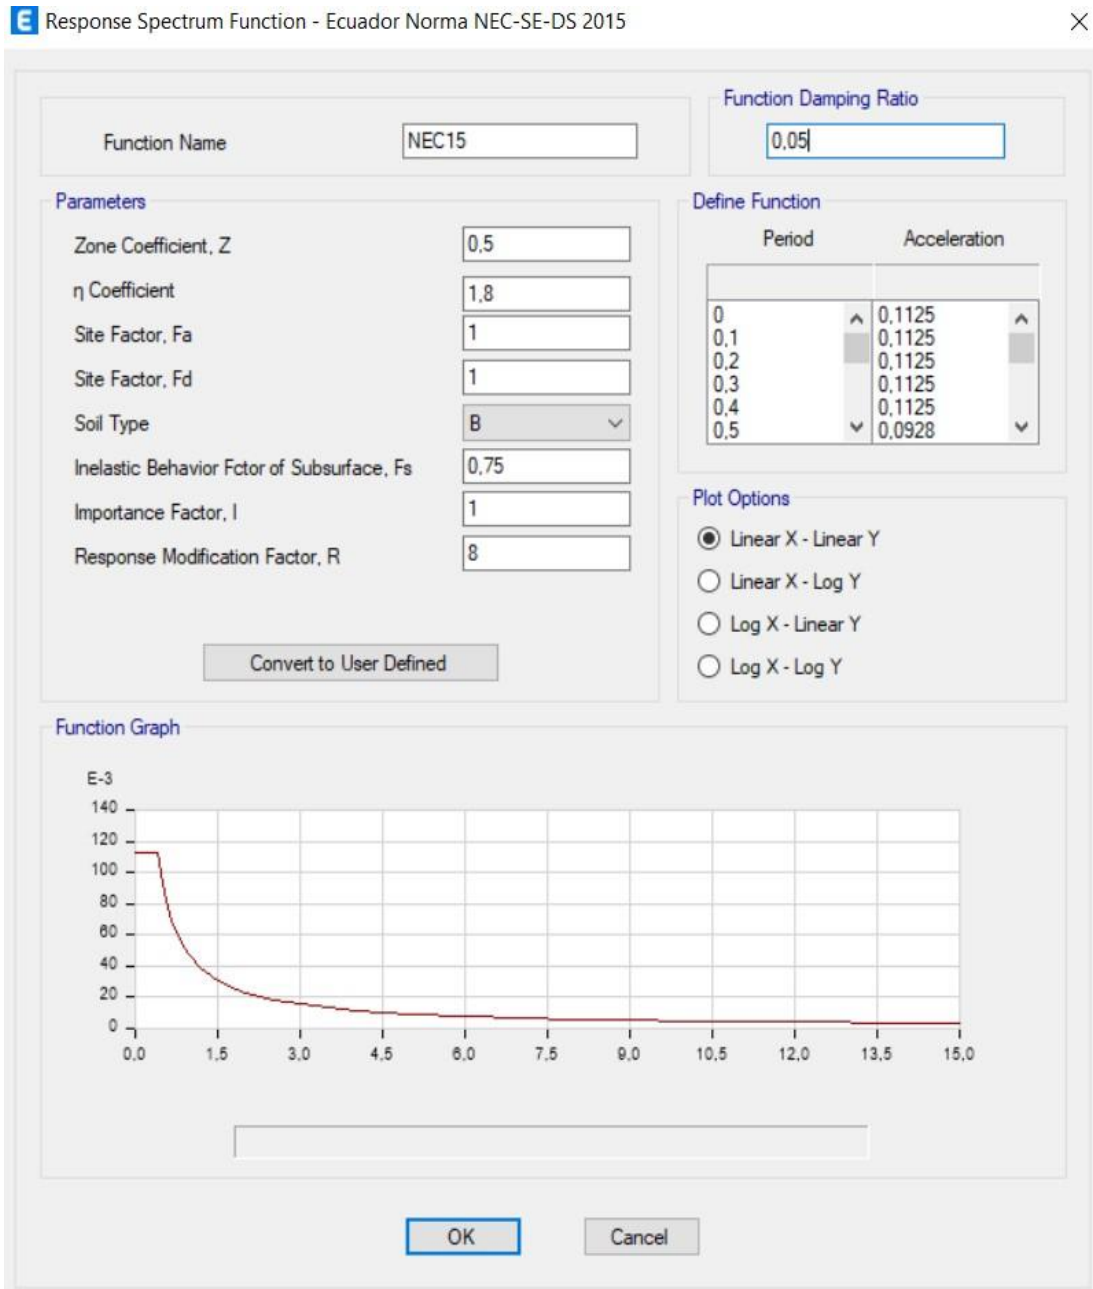 E Response Spectrum Function - Ecuador Norma NEC-SE-DS 2015
Function Damping Ratio
Function Name NEC15
0,05
Parameters
Zone Coefficient, Z 0,5
η Coefficient 1,8
Site Factor, Fa 1
Site Factor, Fd 1
Soil Type B
Inelastic Behavior Fctor of Subsurface, Fs 0,75
Importance Factor, I 1
Response Modification Factor, R 8
Convert to User Defined
Define Function
Period Acceleration
0 0,1125
0,1 0,1125
0,2 0,1125
0,3 0,1125
0,4 0,1125
0,5 0,0928
Plot Options
Linear X - Linear Y
Linear X - Log Y
Log X - Linear Y
Log X - Log Y
Function Graph
E-3
140
120
100
80
60
40
20
0
0,0 1,5 3,0 4,5 6,0 7,5 9,0 10,5 12,0 13,5 15,0
OK Cancel